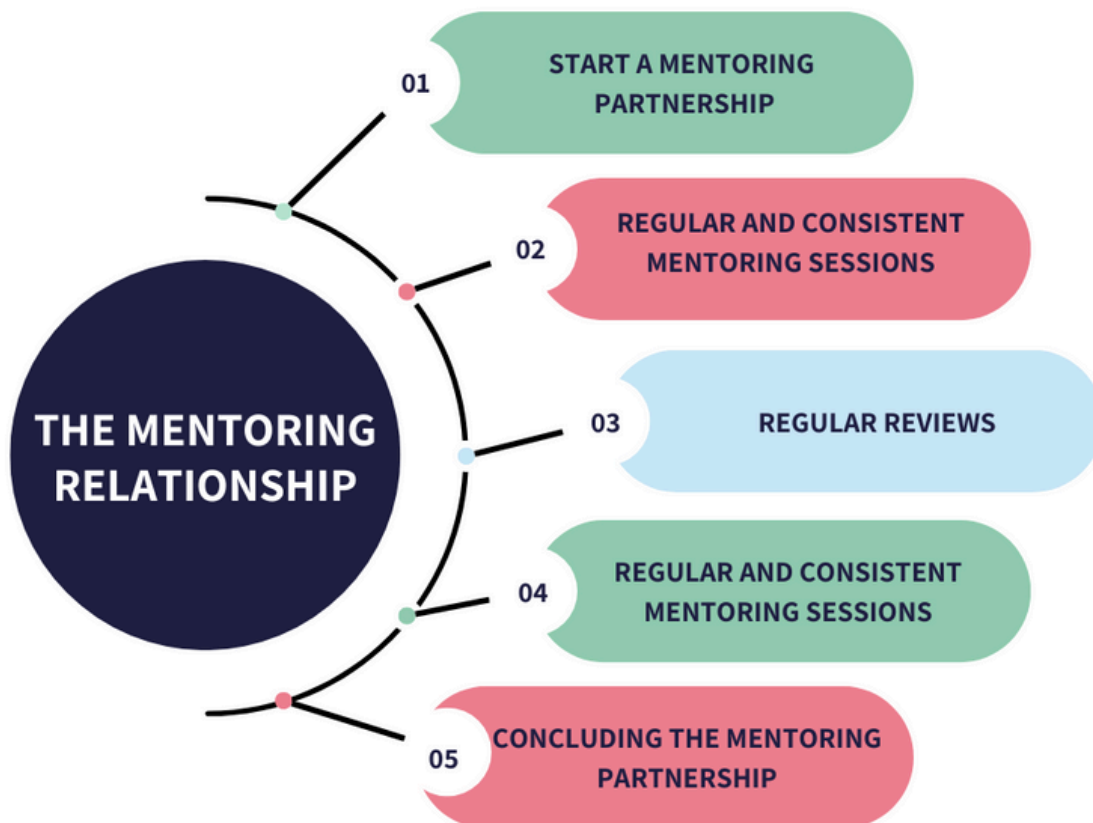 THE MENTORING
RELATIONSHIP
01
START A MENTORING
PARTNERSHIP
02
REGULAR AND CONSISTENT
MENTORING SESSIONS
03
REGULAR REVIEWS
04
REGULAR AND CONSISTENT
MENTORING SESSIONS
05
CONCLUDING THE MENTORING
PARTNERSHIP